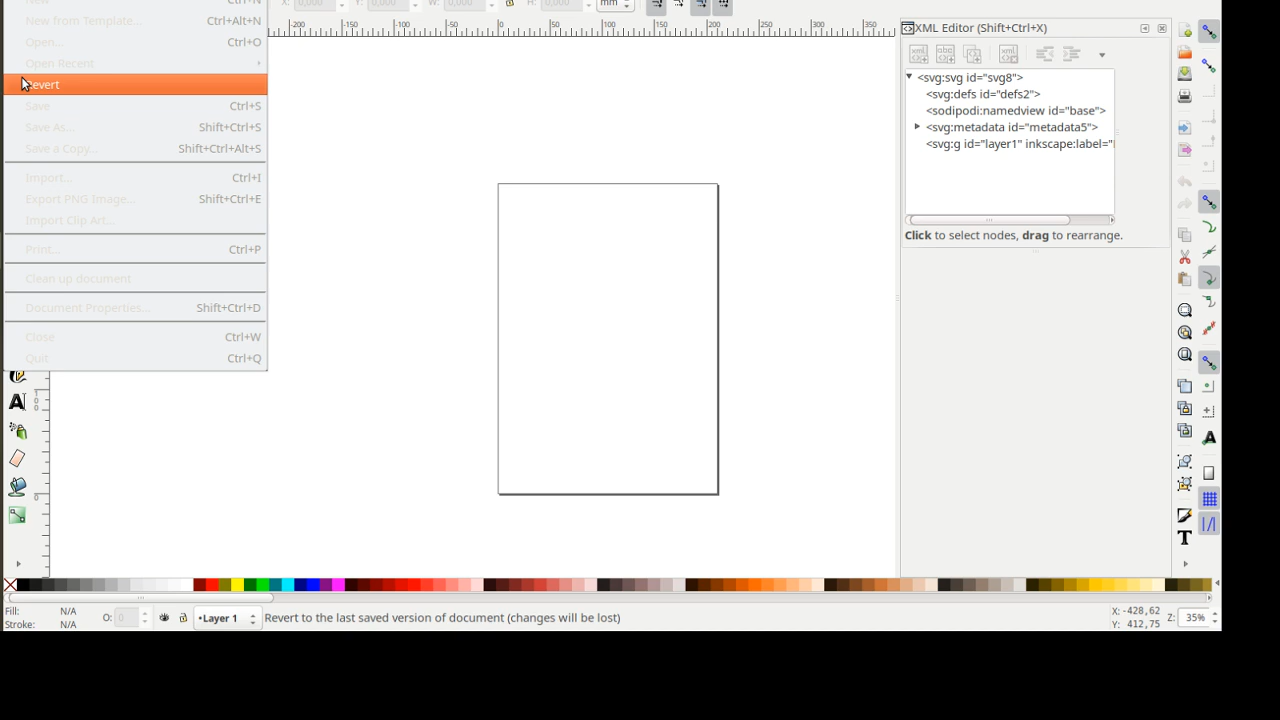 New Ctrl+N
New from Template... Ctrl+Alt+N
Open... Ctrl+O
Open Recent
Revert
Save Ctrl+S
Save As... Shift+Ctrl+S
Save a Copy... Shift+Ctrl+Alt+S
Import... Ctrl+I
Export PNG Image... Shift+Ctrl+E
Import Clip Art...
Print... Ctrl+P
Clean up document
Document Properties... Shift+Ctrl+D
Close Ctrl+W
Quit Ctrl+Q
X: 0,000 Y: 0,000 W: 0,000 H: 0,000 mm
-200 -150 -100 -50 0 50 100 150 200 250 300 350
100
0
XML Editor (Shift+Ctrl+X)
<svg:svg id="svg8">
<svg:defs id="defs2">
<sodipodi:namedview id="base">
<svg:metadata id="metadata5">
<svg:g id="layer1" inkscape:label="
Click to select nodes, drag to rearrange.
Fill: N/A
Stroke: N/A
O: 0
•Layer 1
Revert to the last saved version of document (changes will be lost)
X: -428,62
Y: 412,75
Z: 35%